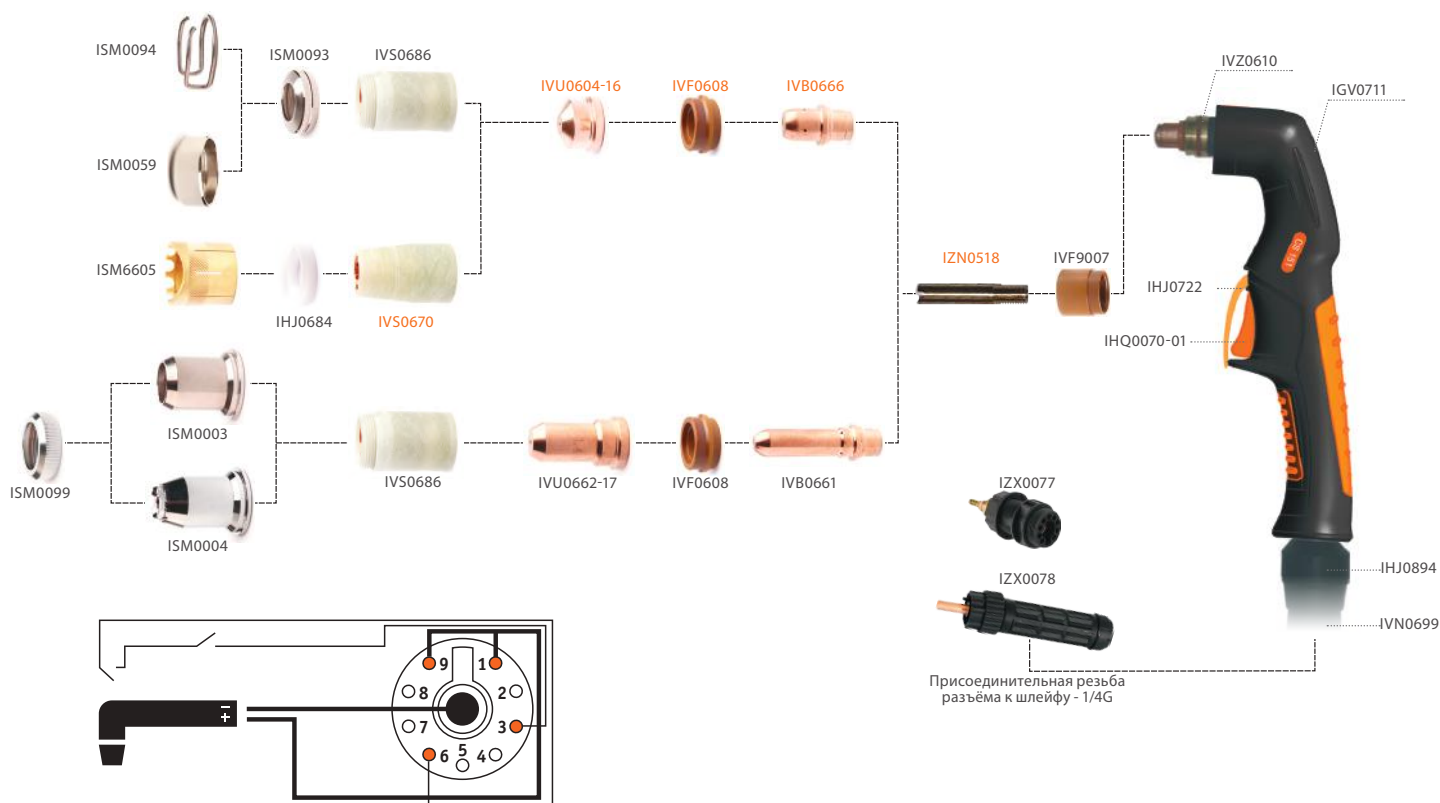 ISM0094
ISM0093
IVS0686
IVU0604-16
IVF0608
IVB0666
IVZ0610
IGV0711
ISM0059
ISM6605
IHJ0684
IVS0670
IZN0518
IVF9007
IHJ0722
IHQ0070-01
CSF 151
ISM0003
ISM0099
ISM0004
IVS0686
IVU0662-17
IVF0608
IVB0661
IZX0077
IZX0078
IHJ0894
IVN0699
Присоединительная резьба
разъёма к шлейфу - 1/4G
9
1
8
2
7
3
6
5
4
-
+